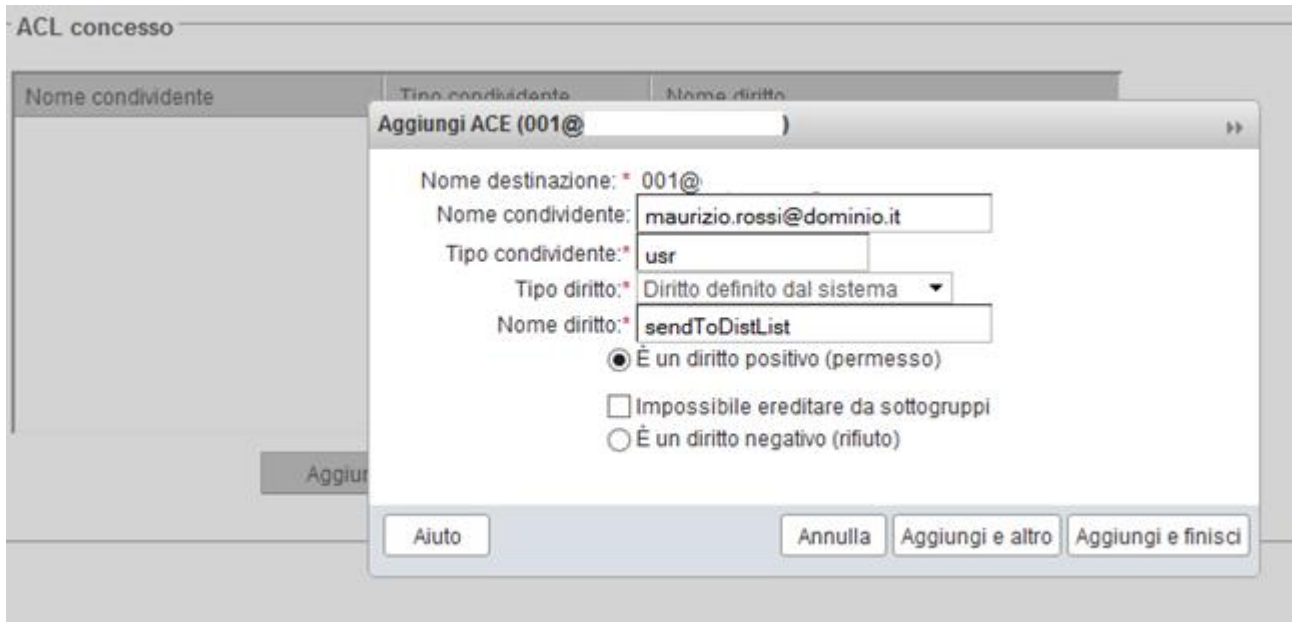 ACL concesso
Nome condividente Tipo condividente Nome diritto
Aggiungi ACE (001@ )
Nome destinazione: * 001@
Nome condividente: maurizio.rossi@dominio.it
Tipo condividente:* usr
Tipo diritto:* Diritto definito dal sistema
Nome diritto:* sendToDistList
È un diritto positivo (permesso)
Impossibile ereditare da sottogruppi
È un diritto negativo (rifiuto)
Aiuto Annulla Aggiungi e altro Aggiungi e finisci